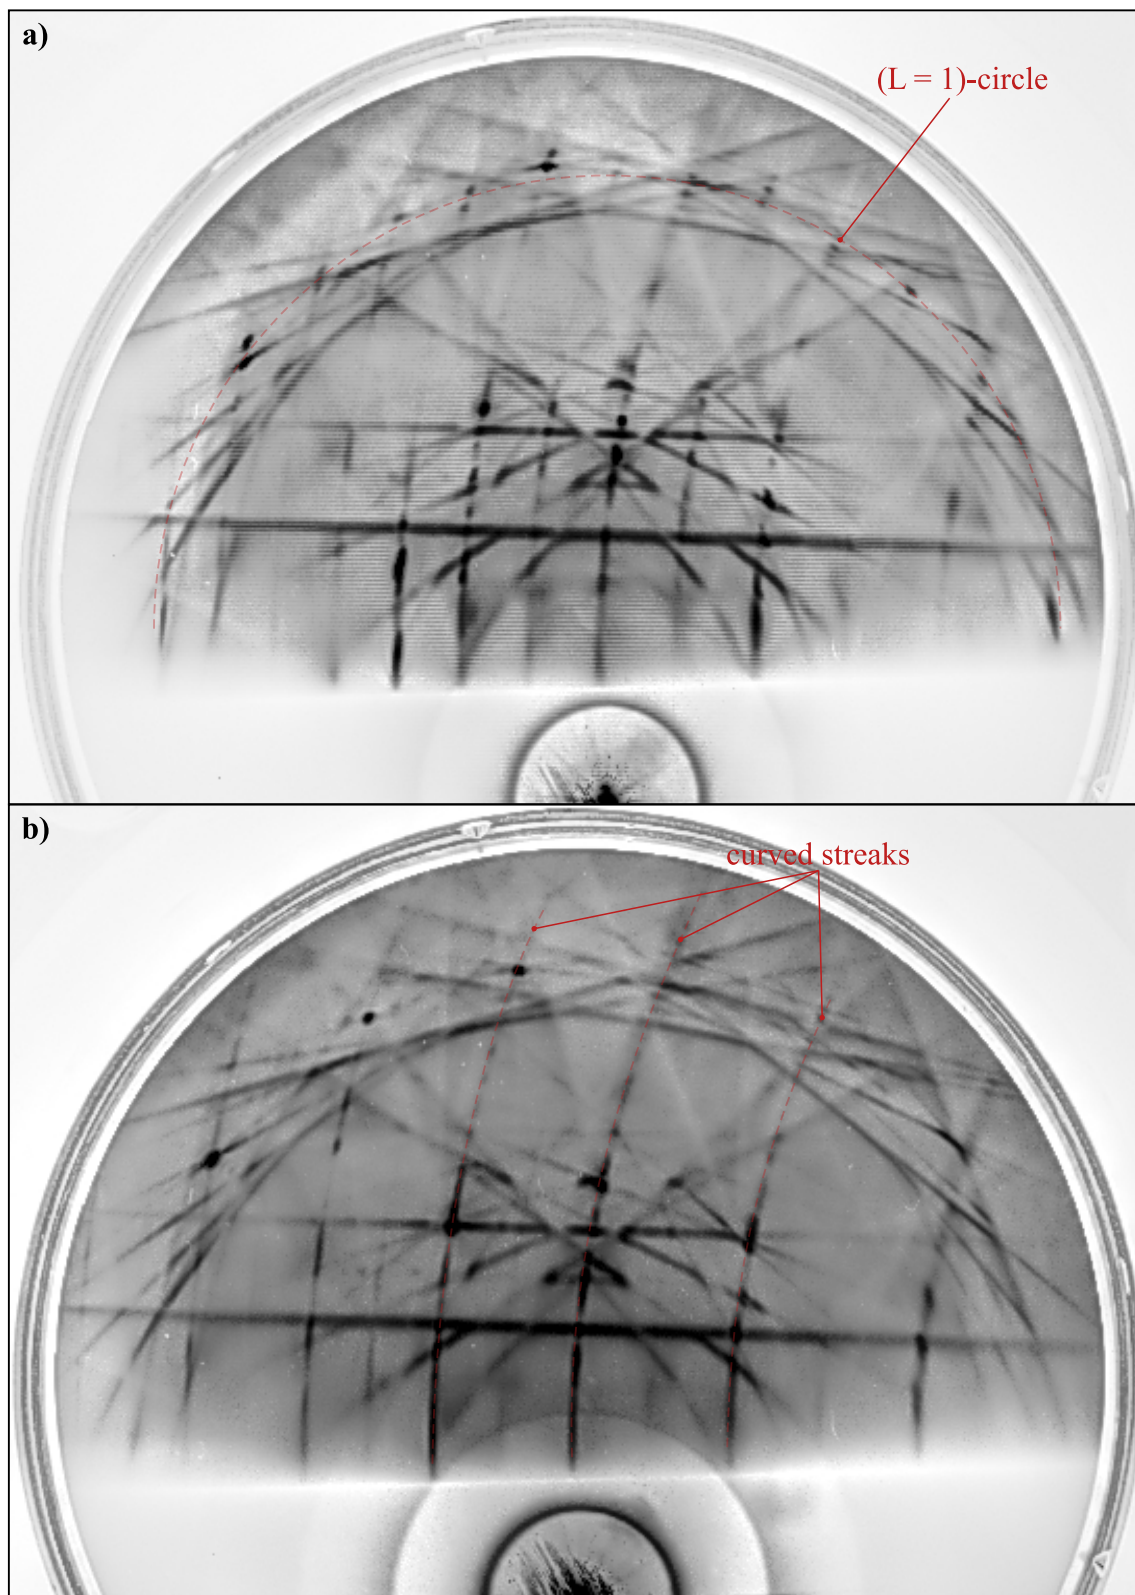 a)
(L = 1)-circle
b)
curved streaks